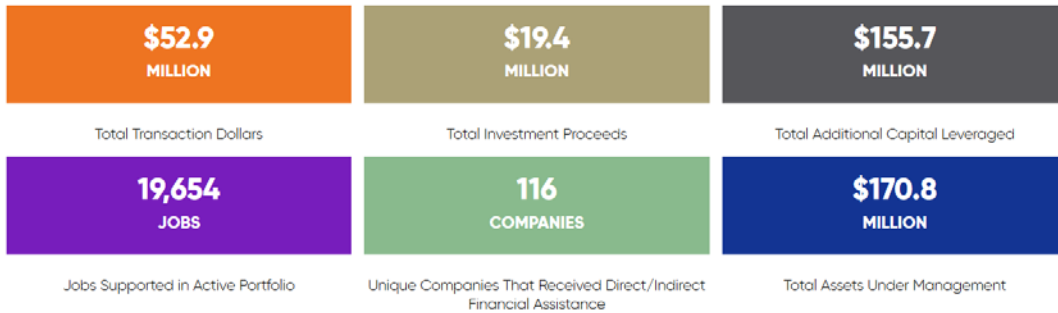 $52.9
MILLION
Total Transaction Dollars
$19.4
MILLION
Total Investment Proceeds
$155.7
MILLION
Total Additional Capital Leveraged
19,654
JOBS
Jobs Supported in Active Portfolio
116
COMPANIES
Unique Companies That Received Direct/Indirect
Financial Assistance
$170.8
MILLION
Total Assets Under Management